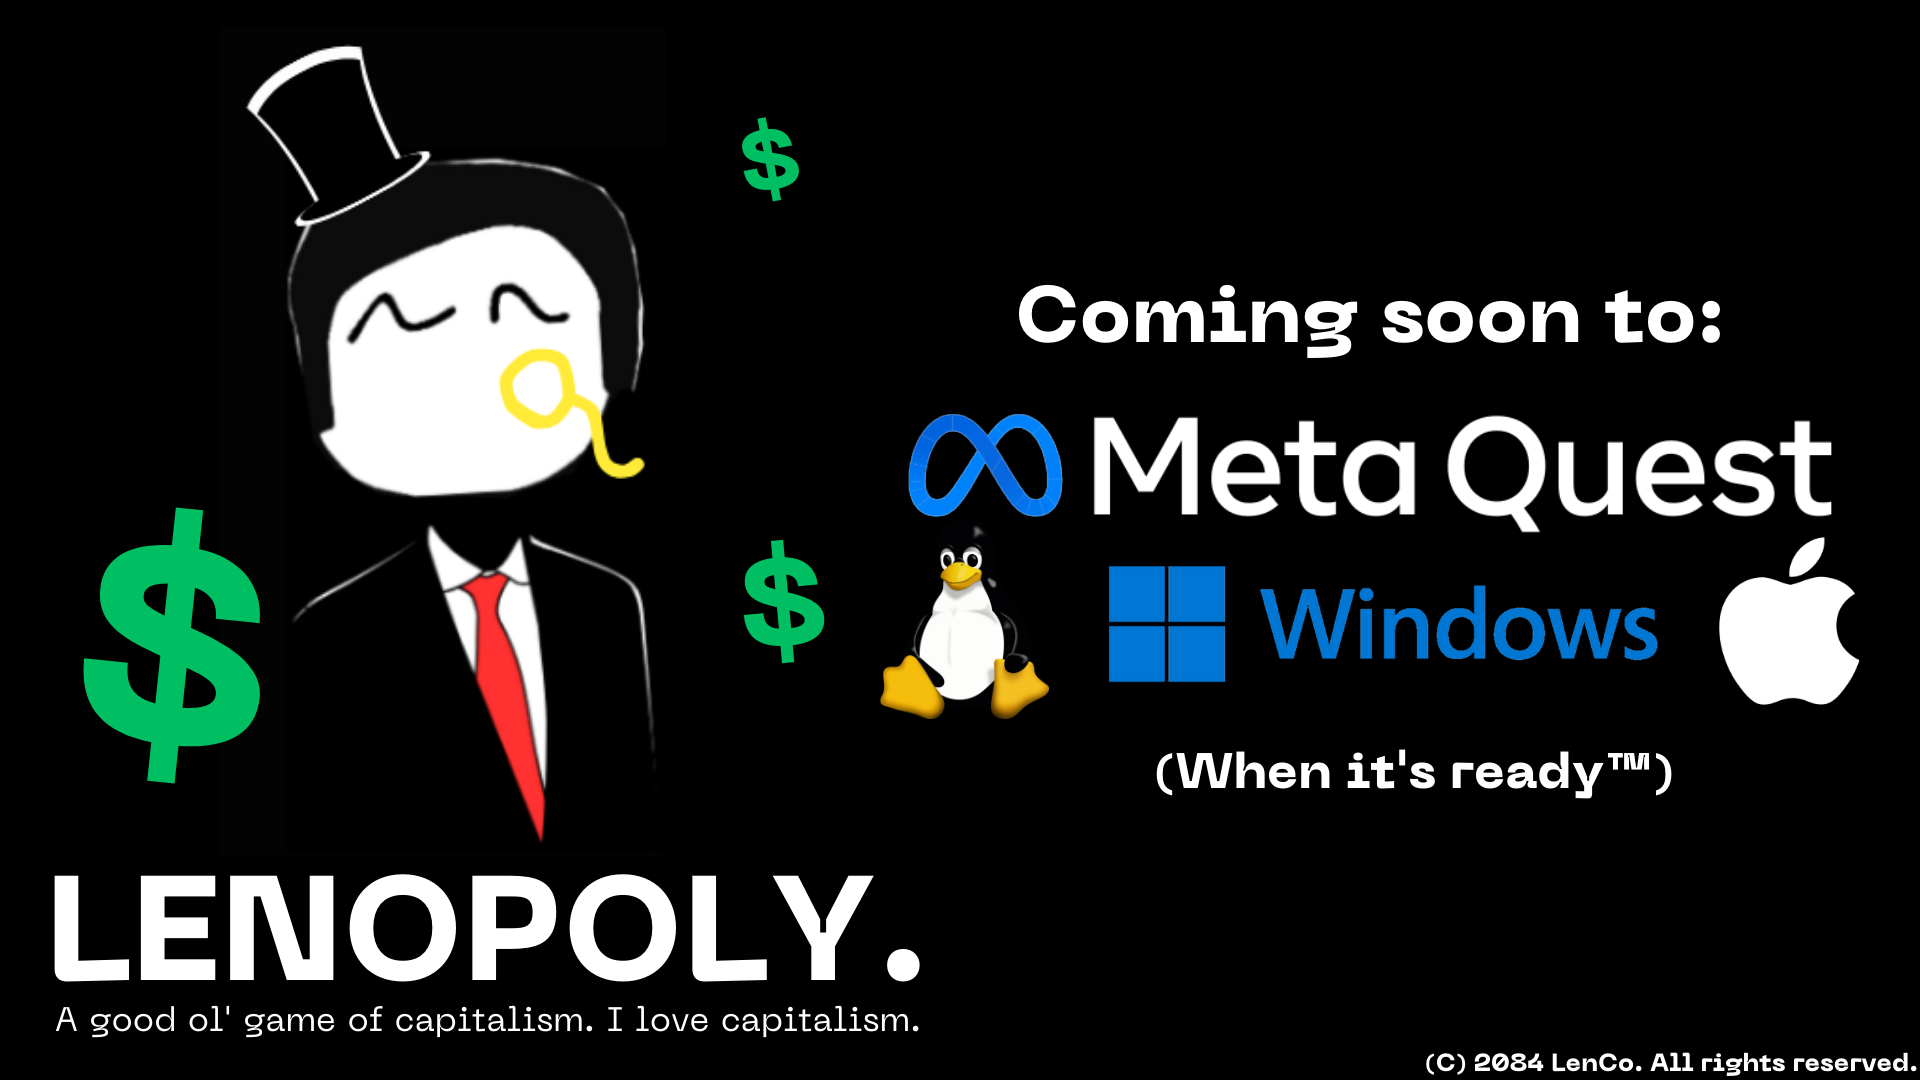 Coming soon to:
Meta Quest
Windows
(When it's ready™)
$
$
$
LENOPOLY.
A good ol' game of capitalism. I love capitalism.
(C) 2084 LenCo. All rights reserved.